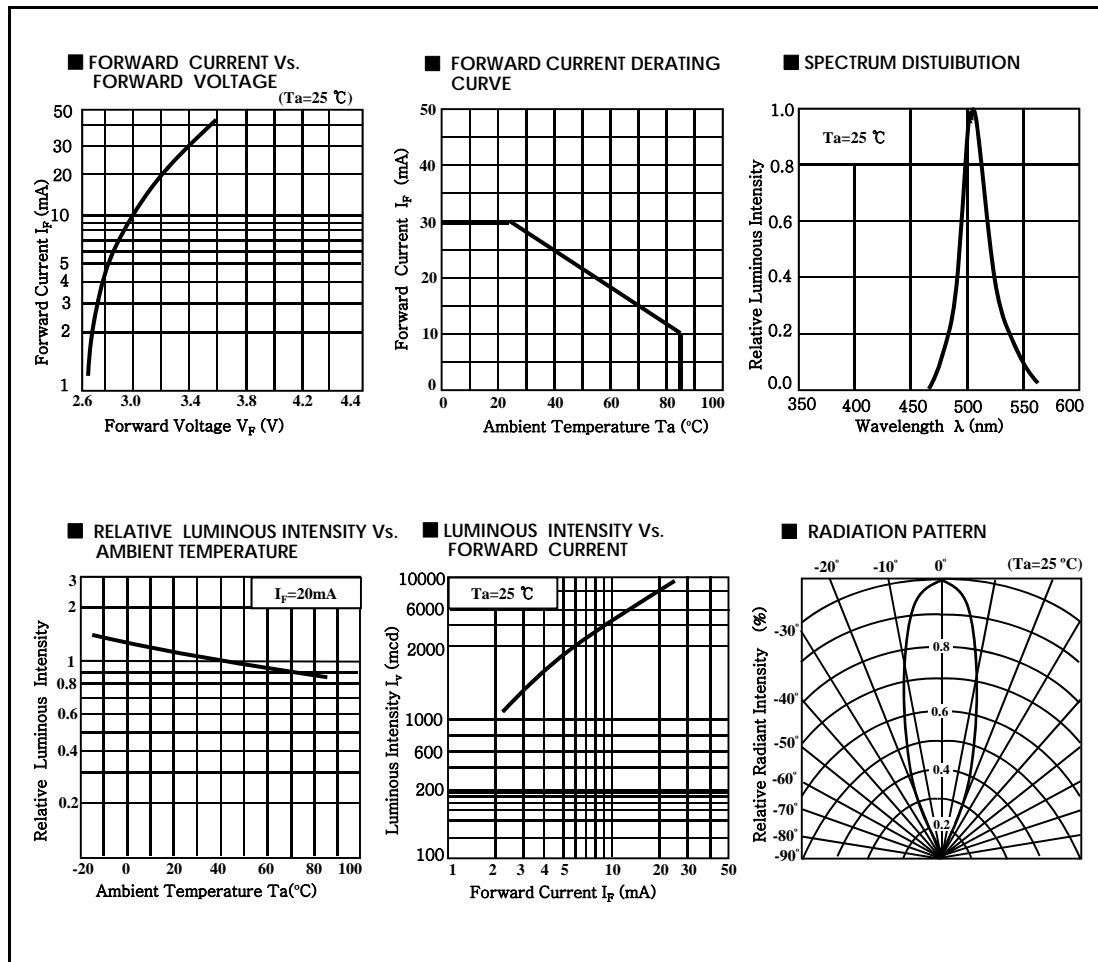 ■ FORWARD CURRENT Vs.
FORWARD VOLTAGE
(Ta=25 ℃)
50
30
20
10
5
4
3
2
1
Forward Current I_F (mA)
2.6 3.0 3.4 3.8 4.2 4.4
Forward Voltage V_F (V)
■ FORWARD CURRENT DERATING
CURVE
50
40
30
20
10
0
Forward Current I_F (mA)
0 20 40 60 80 100
Ambient Temperature Ta (°C)
■ SPECTRUM DISTUIBUTION
Ta=25 ℃
1.0
0.8
0.6
0.4
0.2
0.0
Relative Luminous Intensity
350 400 450 500 550 600
Wavelength λ (nm)
■ RELATIVE LUMINOUS INTENSITY Vs.
AMBIENT TEMPERATURE
I_F=20mA
3
2
1
0.8
0.6
0.4
0.2
Relative Luminous Intensity
-20 0 20 40 60 80 100
Ambient Temperature Ta(°C)
■ LUMINOUS INTENSITY Vs.
FORWARD CURRENT
Ta=25 ℃
10000
6000
2000
1000
600
200
100
Luminous Intensity I_v (mcd)
1 2 3 4 5 10 20 30 40 50
Forward Current I_F (mA)
■ RADIATION PATTERN
-20° -10° 0° (Ta=25 °C)
-30°
-40°
-50°
-60°
-70°
-80°
-90°
0.8
0.6
0.4
0.2
Relative Radiant Intensity (%)